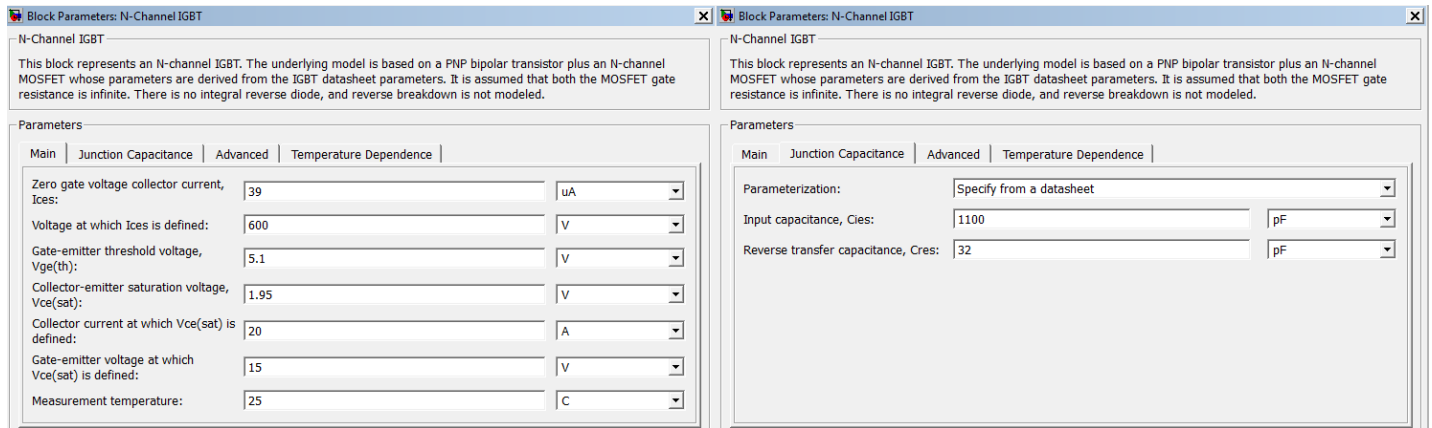 Block Parameters: N-Channel IGBT
N-Channel IGBT
This block represents an N-channel IGBT. The underlying model is based on a PNP bipolar transistor plus an N-channel
MOSFET whose parameters are derived from the IGBT datasheet parameters. It is assumed that both the MOSFET gate
resistance is infinite. There is no integral reverse diode, and reverse breakdown is not modeled.
Parameters
Main Junction Capacitance Advanced Temperature Dependence
Zero gate voltage collector current,
Ices: 39 uA
Voltage at which Ices is defined: 600 V
Gate-emitter threshold voltage,
Vge(th): 5.1 V
Collector-emitter saturation voltage,
Vce(sat): 1.95 V
Collector current at which Vce(sat) is
defined: 20 A
Gate-emitter voltage at which
Vce(sat) is defined: 15 V
Measurement temperature: 25 C
Block Parameters: N-Channel IGBT
N-Channel IGBT
This block represents an N-channel IGBT. The underlying model is based on a PNP bipolar transistor plus an N-channel
MOSFET whose parameters are derived from the IGBT datasheet parameters. It is assumed that both the MOSFET gate
resistance is infinite. There is no integral reverse diode, and reverse breakdown is not modeled.
Parameters
Main Junction Capacitance Advanced Temperature Dependence
Parameterization: Specify from a datasheet
Input capacitance, Cies: 1100 pF
Reverse transfer capacitance, Cres: 32 pF